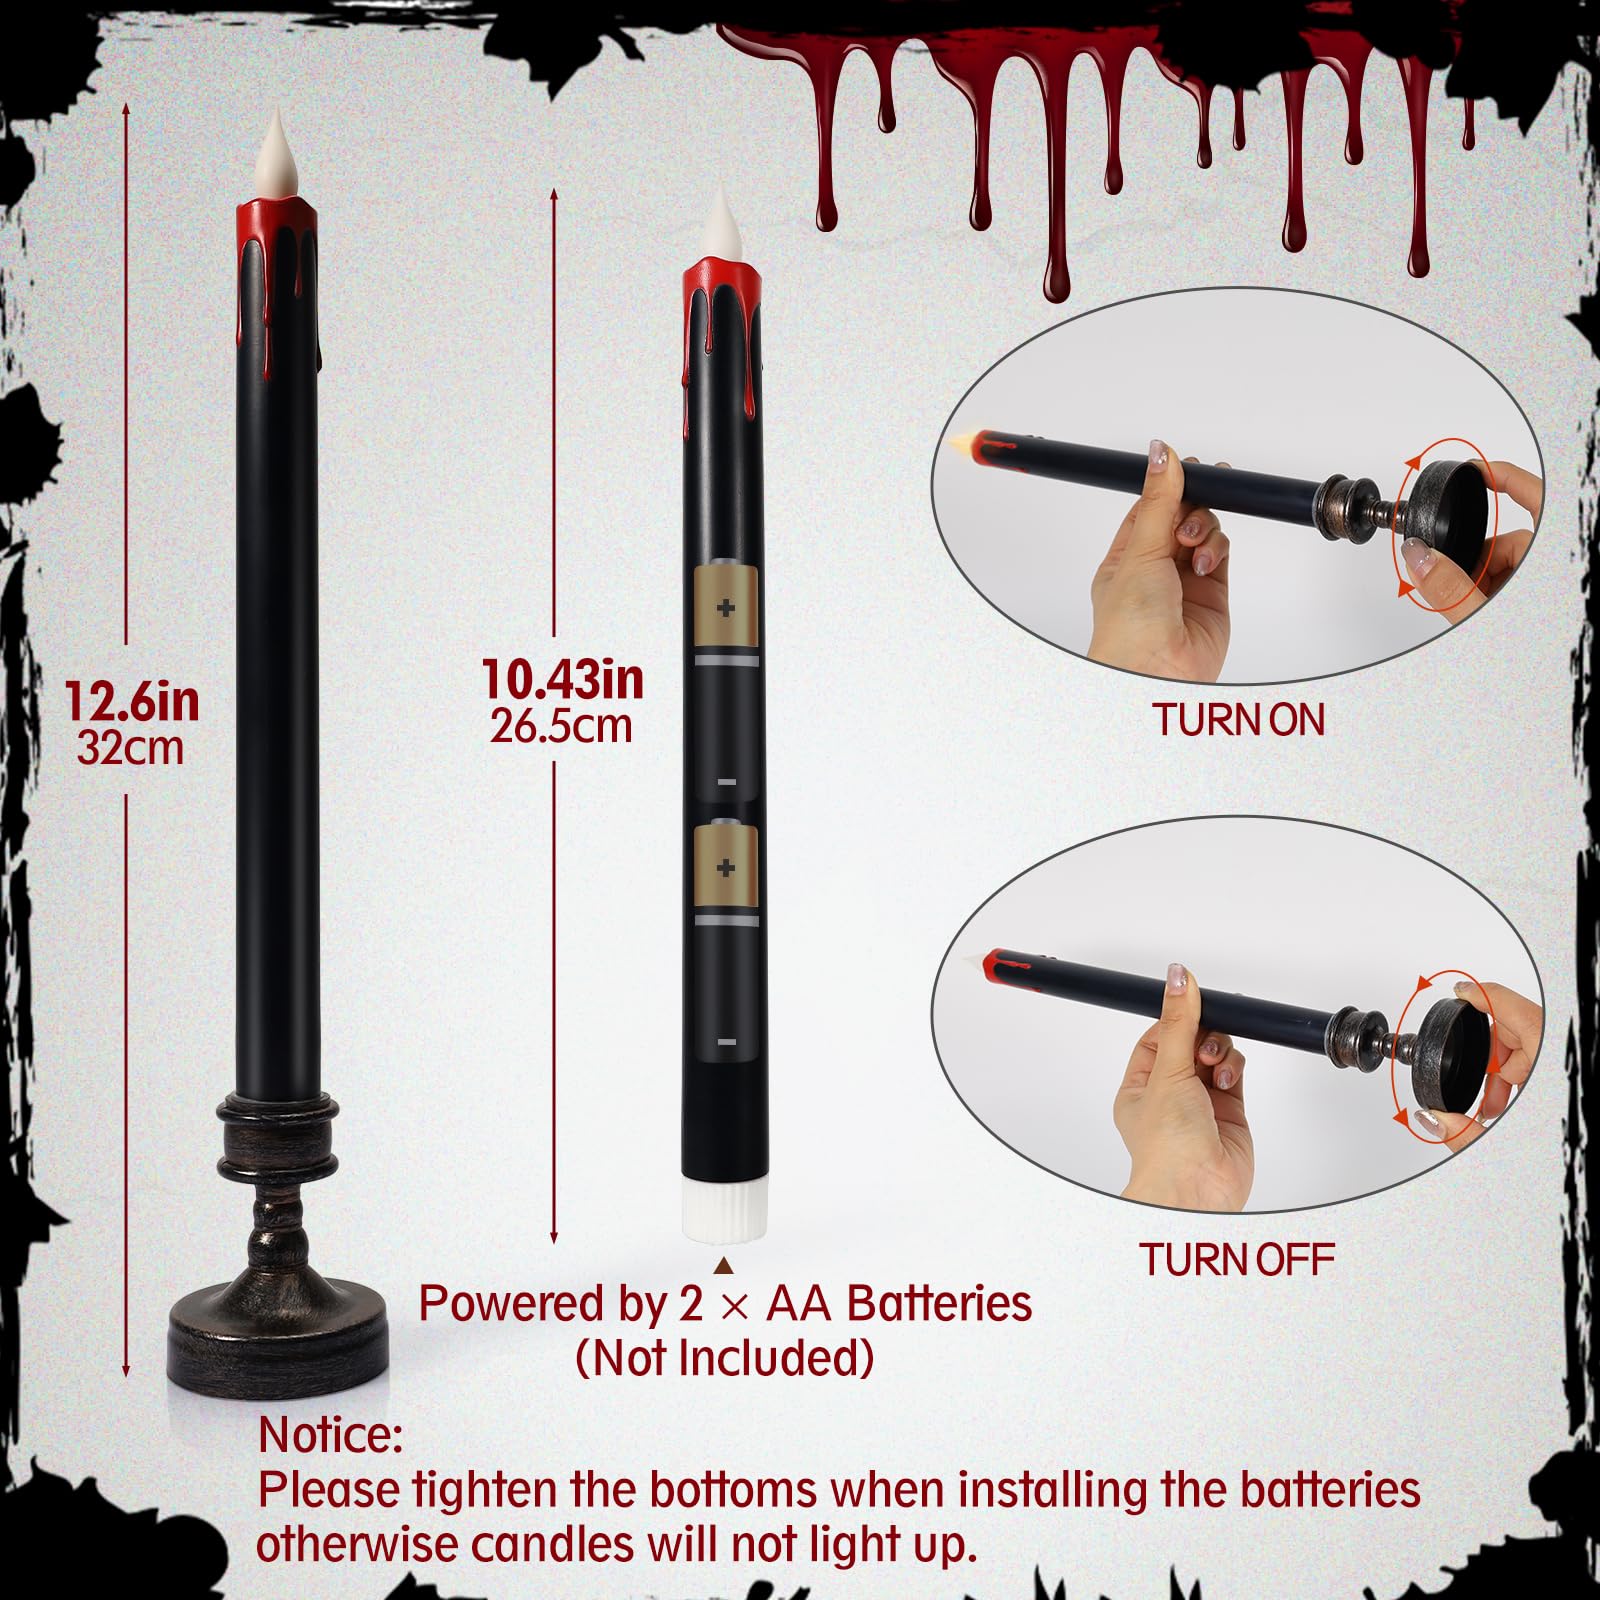 12.6in
32cm
10.43in
26.5cm
+
-
+
-
TURN ON
TURN OFF
Powered by 2 × AA Batteries
(Not Included)
Notice:
Please tighten the bottoms when installing the batteries
otherwise candles will not light up.